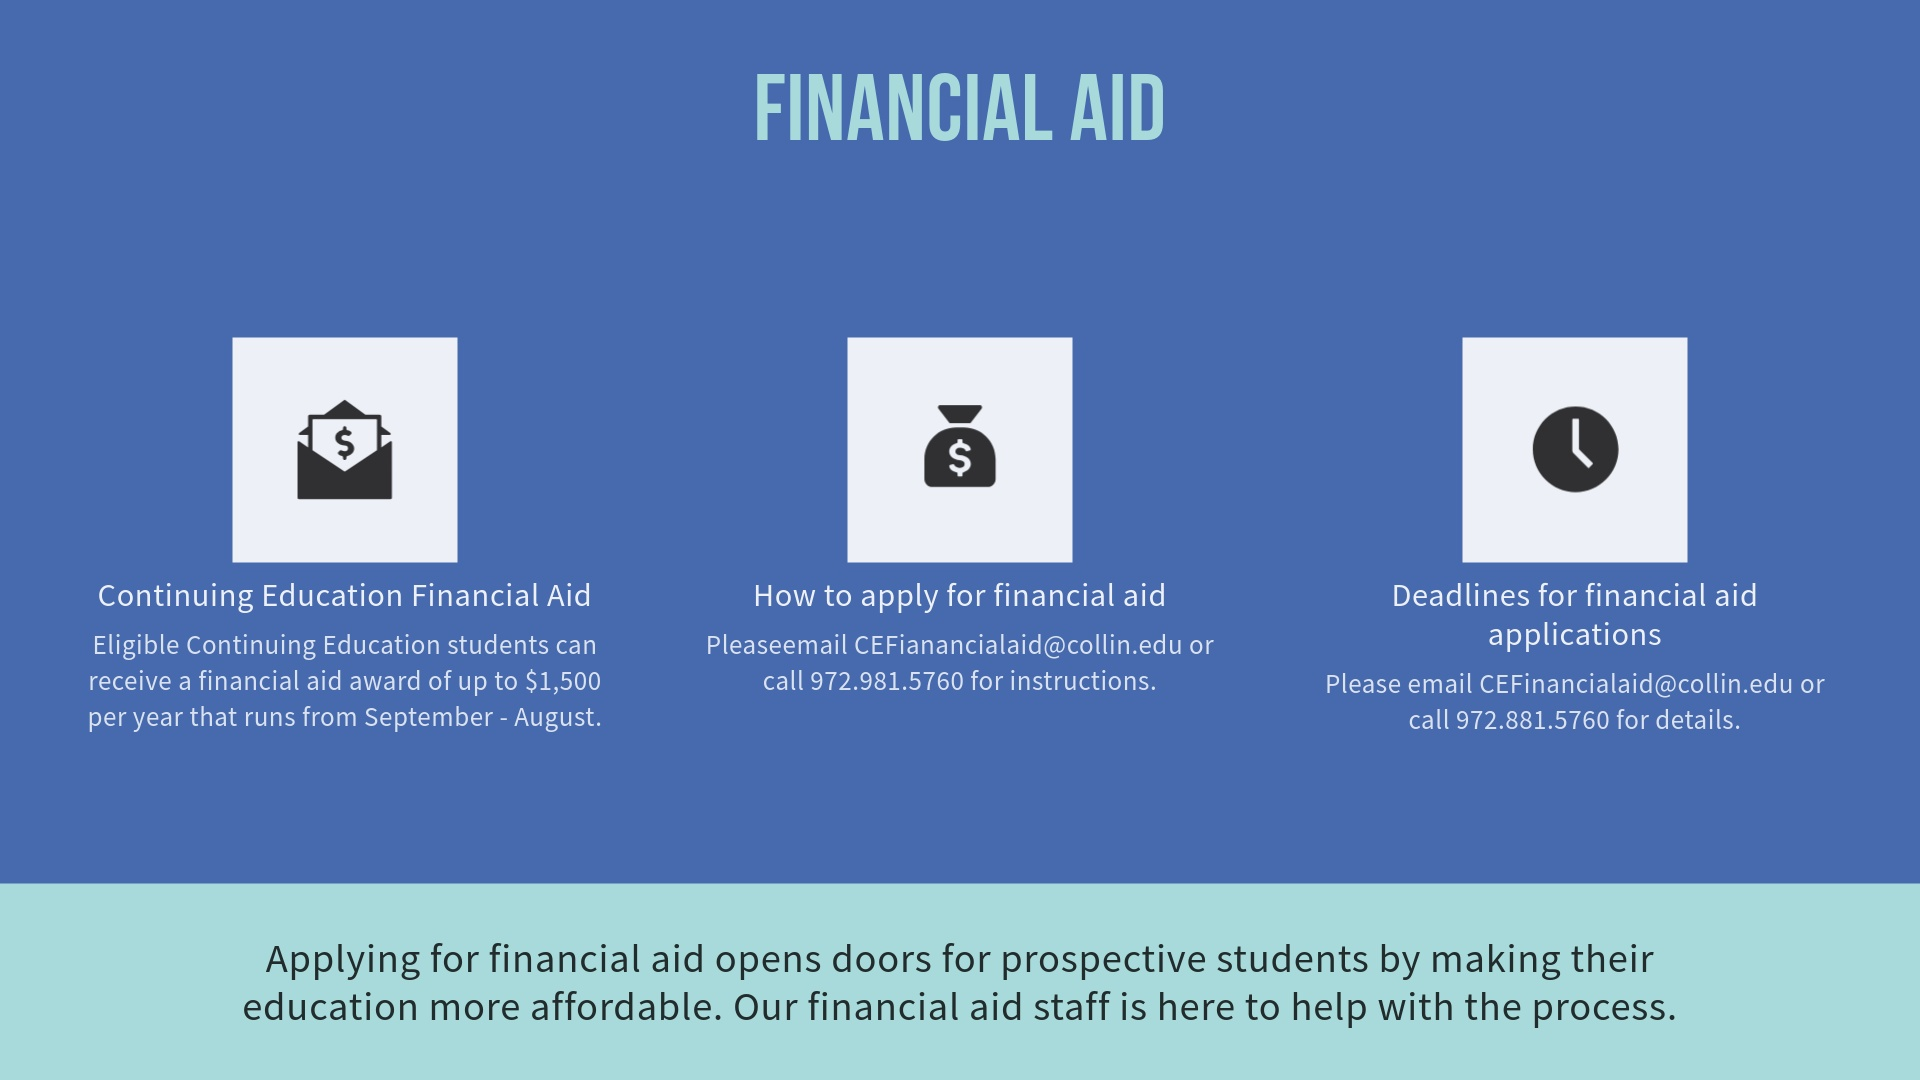 FINANCIAL AID
Continuing Education Financial Aid
Eligible Continuing Education students can
receive a financial aid award of up to $1,500
per year that runs from September - August.
How to apply for financial aid
Pleaseemail CEFianancialaid@collin.edu or
call 972.981.5760 for instructions.
Deadlines for financial aid
applications
Please email CEFinancialaid@collin.edu or
call 972.881.5760 for details.
Applying for financial aid opens doors for prospective students by making their
education more affordable. Our financial aid staff is here to help with the process.